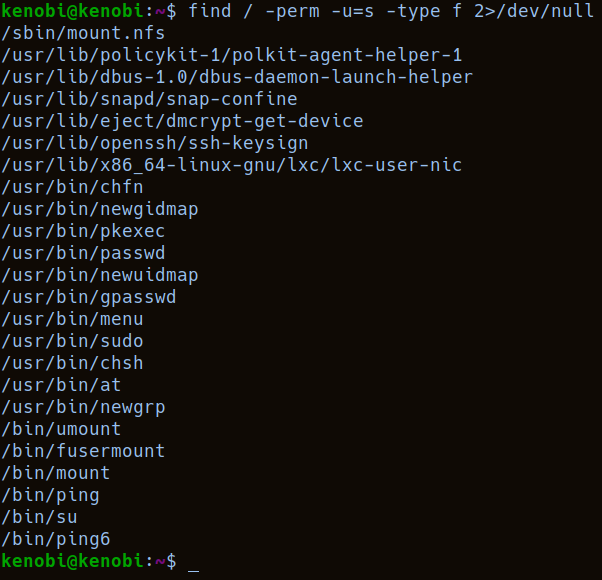 kenobi@kenobi:~$ find / -perm -u=s -type f 2>/dev/null
/sbin/mount.nfs
/usr/lib/policykit-1/polkit-agent-helper-1
/usr/lib/dbus-1.0/dbus-daemon-launch-helper
/usr/lib/snapd/snap-confine
/usr/lib/eject/dmcrypt-get-device
/usr/lib/openssh/ssh-keysign
/usr/lib/x86_64-linux-gnu/lxc/lxc-user-nic
/usr/bin/chfn
/usr/bin/newgidmap
/usr/bin/pkexec
/usr/bin/passwd
/usr/bin/newuidmap
/usr/bin/gpasswd
/usr/bin/menu
/usr/bin/sudo
/usr/bin/chsh
/usr/bin/at
/usr/bin/newgrp
/bin/umount
/bin/fusermount
/bin/mount
/bin/ping
/bin/su
/bin/ping6
kenobi@kenobi:~$ _